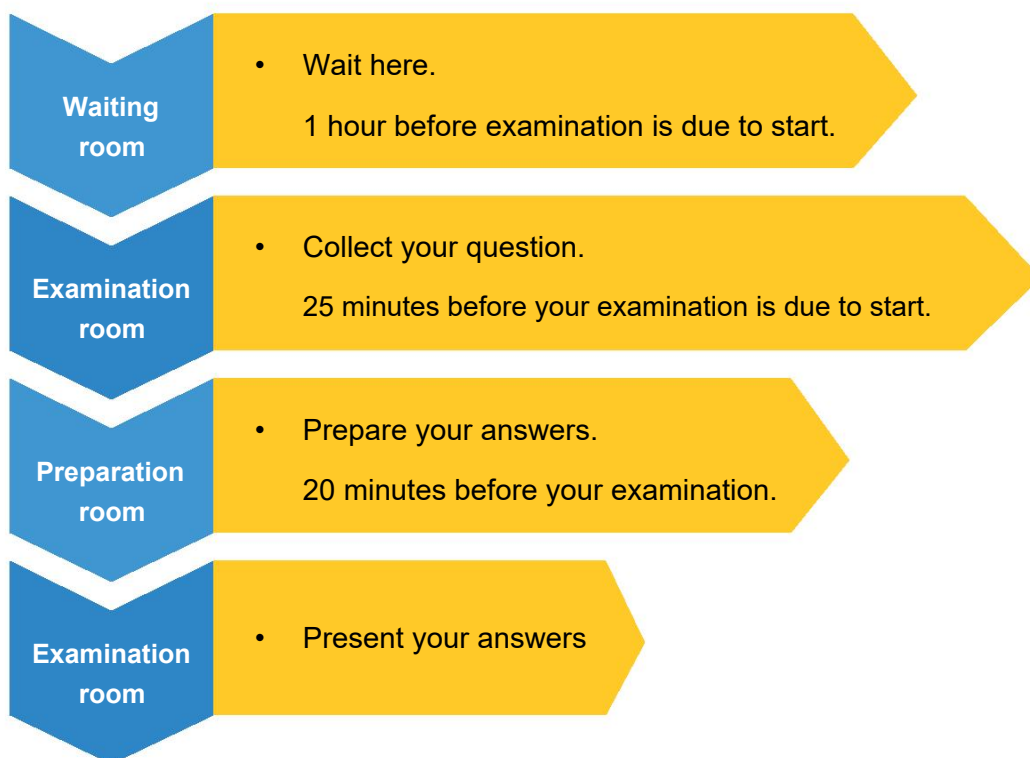 Waiting
room
• Wait here.
1 hour before examination is due to start.
Examination
room
• Collect your question.
25 minutes before your examination is due to start.
Preparation
room
• Prepare your answers.
20 minutes before your examination.
Examination
room
• Present your answers